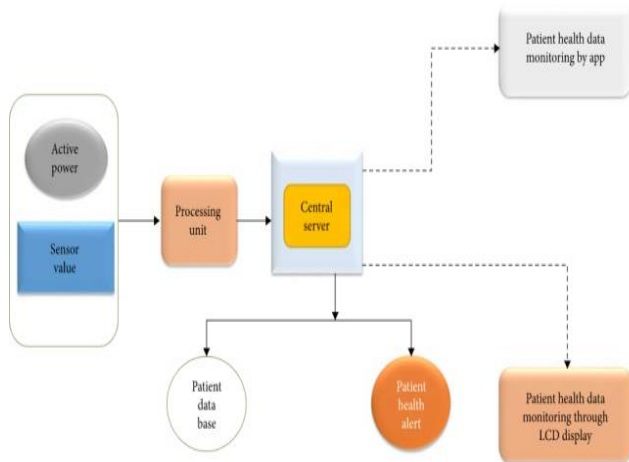 Patient health data
monitoring by app
Active
power
Sensor
value
Processing
unit
Central
server
Patient
data
base
Patient
health
alert
Patient health data
monitoring through
LCD display